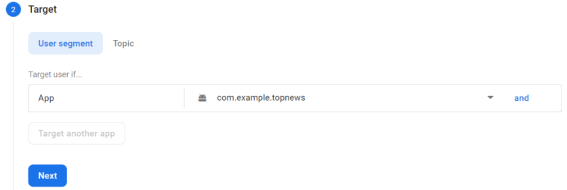 2 Target
User segment Topic
Target user if...
App com.example.topnews and
Target another app
Next